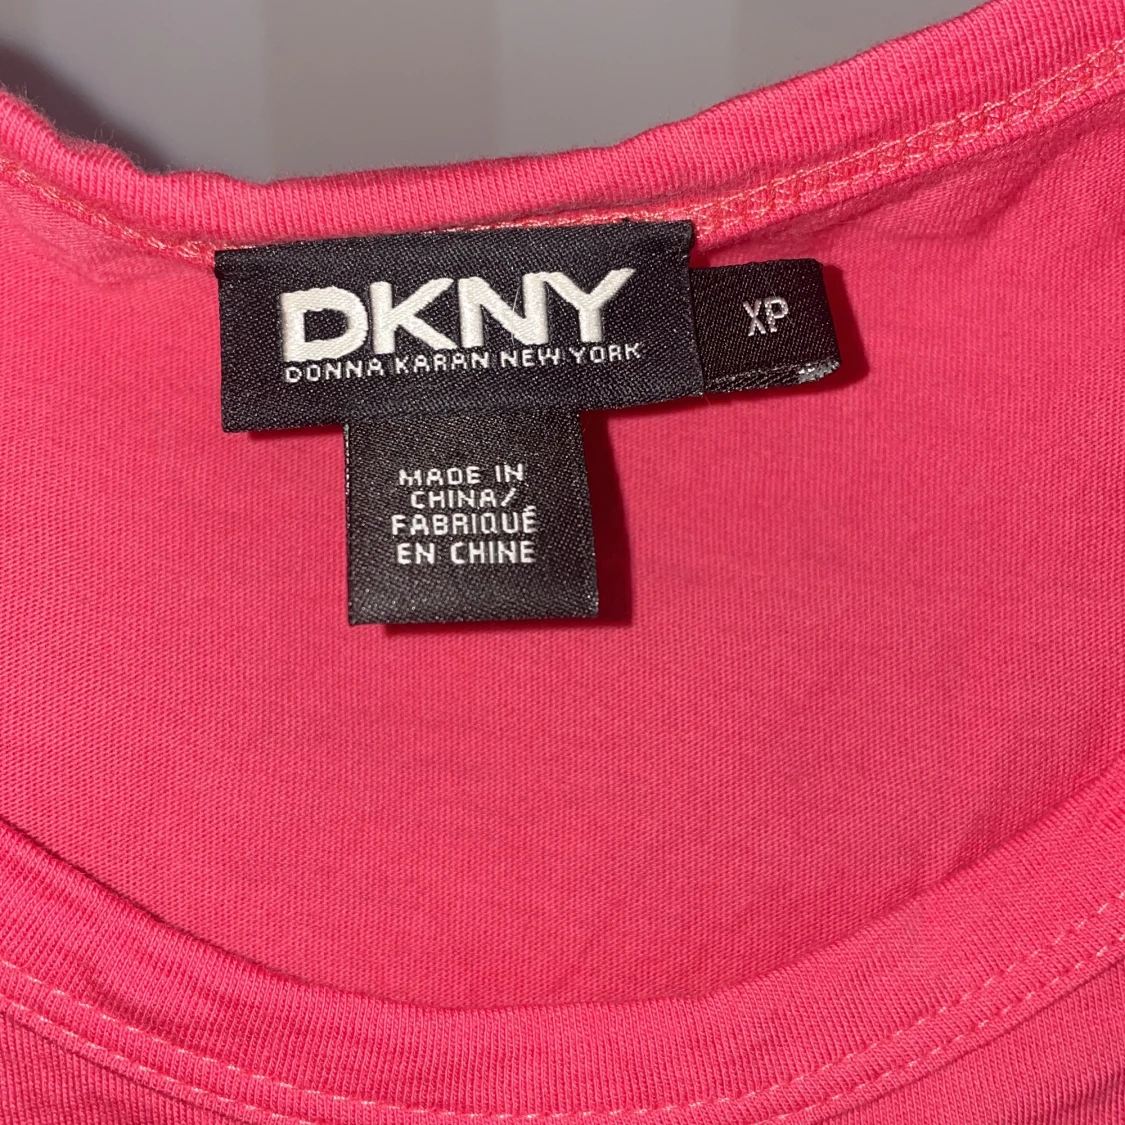 DKNY
DONNA KARAN NEW YORK
XP
MADE IN
CHINA/
FABRIQUÉ
EN CHINE